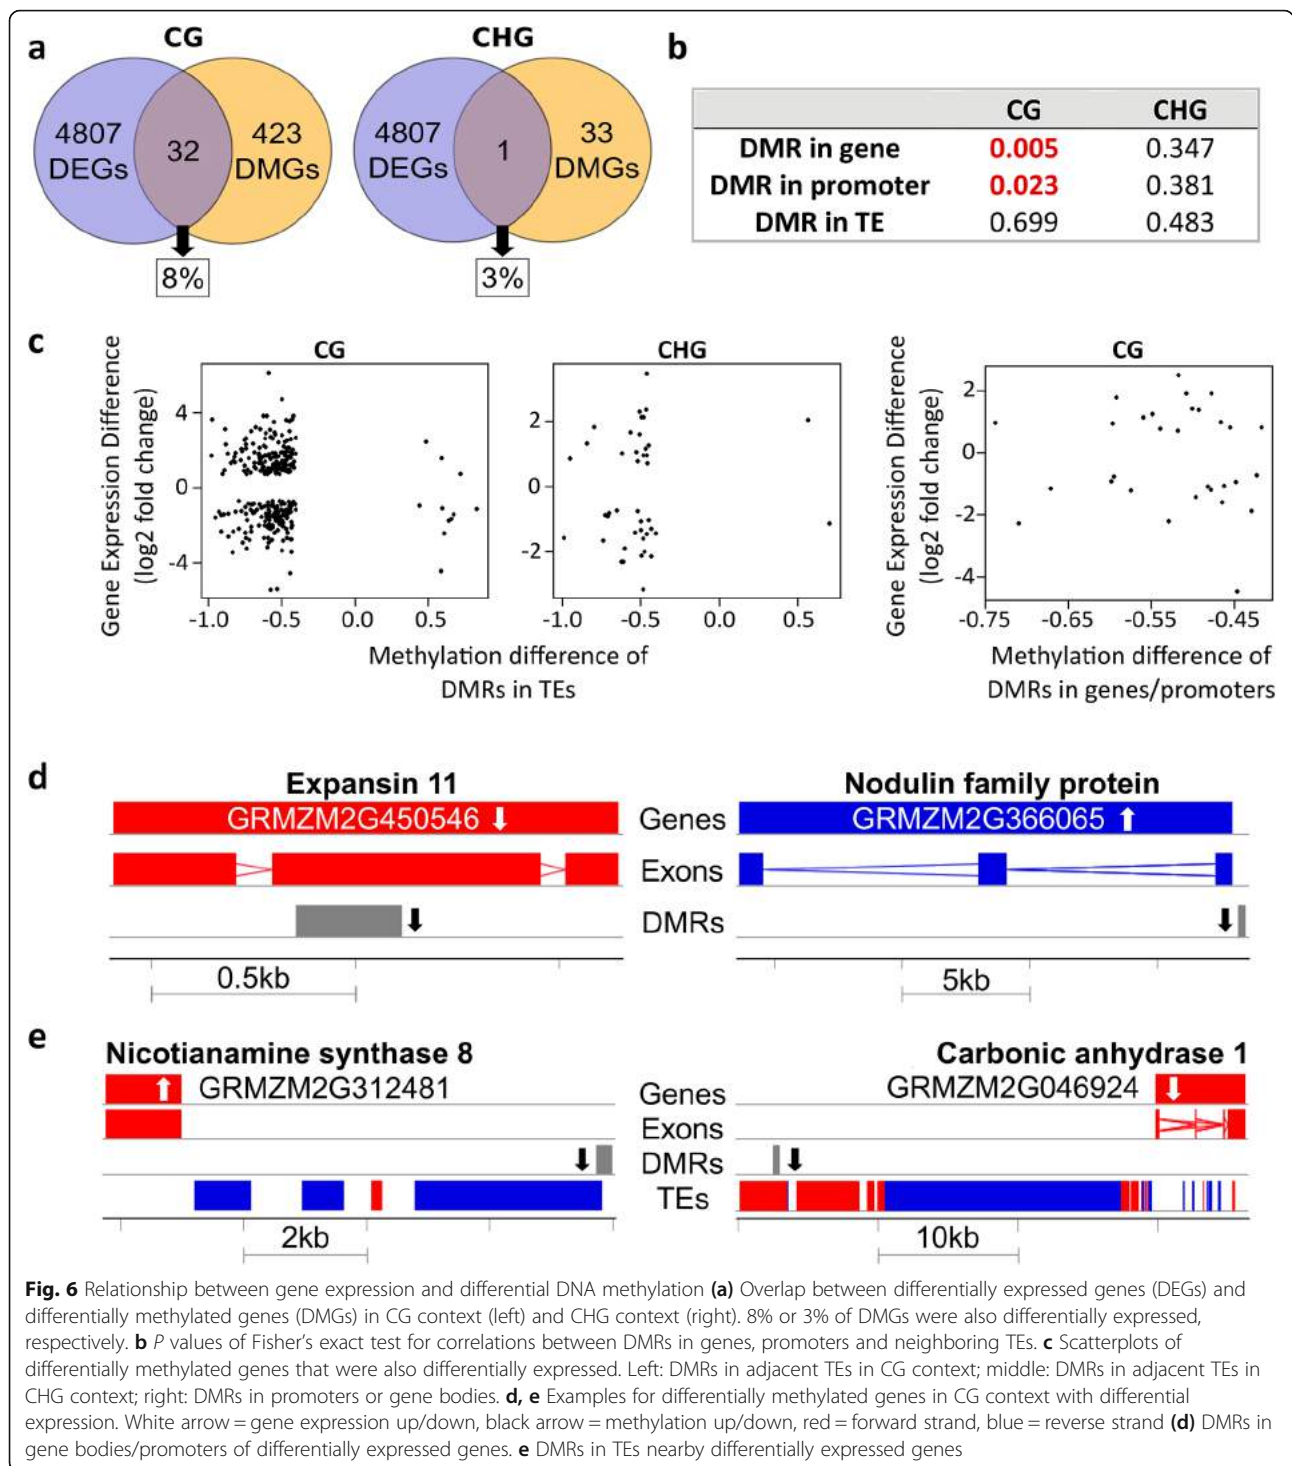 a
CG
CHG
4807
DEGs
32
423
DMGs
8%
4807
DEGs
1
33
DMGs
3%
b
CG CHG
DMR in gene 0.005 0.347
DMR in promoter 0.023 0.381
DMR in TE 0.699 0.483
c
CG
Gene Expression Difference
(log2 fold change)
4
0
-4
-1.0 -0.5 0.0 0.5
CHG
2
0
-2
-1.0 -0.5 0.0 0.5
Methylation difference of
DMRs in TEs
CG
Gene Expression Difference
(log2 fold change)
2
0
-2
-4
-0.75 -0.65 -0.55 -0.45
Methylation difference of
DMRs in genes/promoters
d
Expansin 11
Nodulin family protein
GRMZM2G450546
Genes
GRMZM2G366065
Exons
DMRs
0.5kb
5kb
e
Nicotianamine synthase 8
Carbonic anhydrase 1
GRMZM2G312481
Genes
GRMZM2G046924
Exons
DMRs
TEs
2kb
10kb
Fig. 6 Relationship between gene expression and differential DNA methylation (a) Overlap between differentially expressed genes (DEGs) and
differentially methylated genes (DMGs) in CG context (left) and CHG context (right). 8% or 3% of DMGs were also differentially expressed,
respectively. b P values of Fisher's exact test for correlations between DMRs in genes, promoters and neighboring TEs. c Scatterplots of
differentially methylated genes that were also differentially expressed. Left: DMRs in adjacent TEs in CG context; middle: DMRs in adjacent TEs in
CHG context; right: DMRs in promoters or gene bodies. d, e Examples for differentially methylated genes in CG context with differential
expression. White arrow = gene expression up/down, black arrow = methylation up/down, red = forward strand, blue = reverse strand (d) DMRs in
gene bodies/promoters of differentially expressed genes. e DMRs in TEs nearby differentially expressed genes